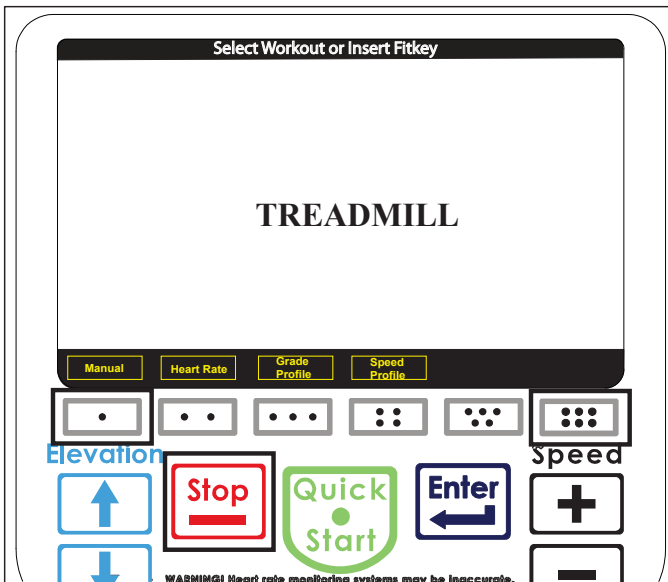 Select Workout or Insert Fitkey
TREADMILL
Manual
Heart Rate
Grade
Profile
Speed
Profile
Elevation
Speed
Stop
Quick
Start
Enter
WARNING! Heart rate monitoring systems may be inaccurate.